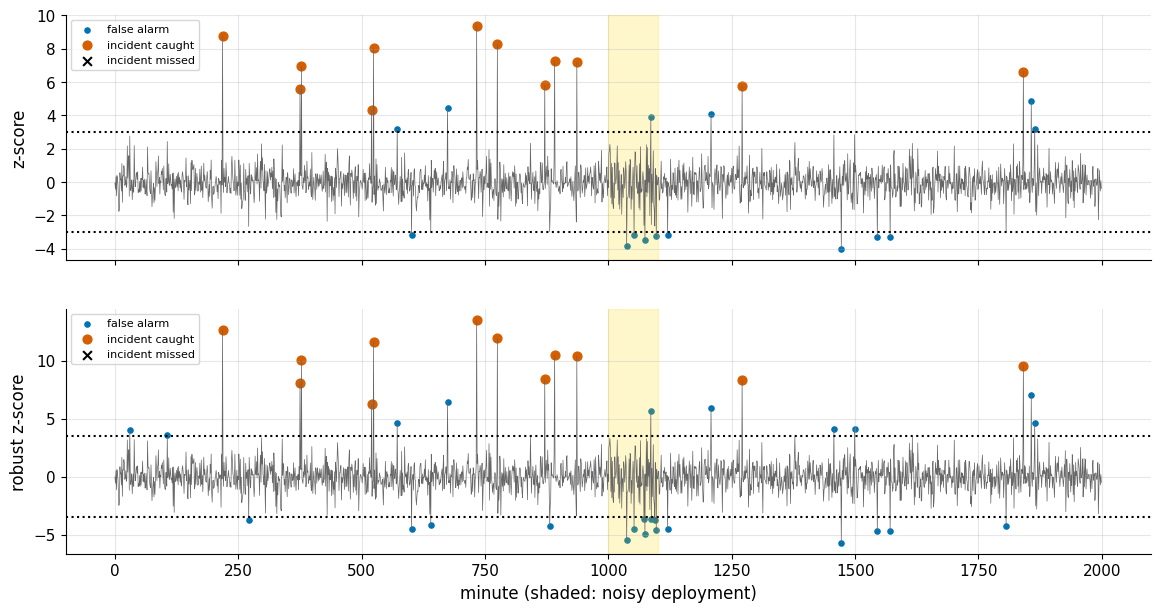 10
8
6
4
2
0
−2
−4
z-score
false alarm
incident caught
incident missed
10
5
0
−5
robust z-score
false alarm
incident caught
incident missed
0 250 500 750 1000 1250 1500 1750 2000
minute (shaded: noisy deployment)